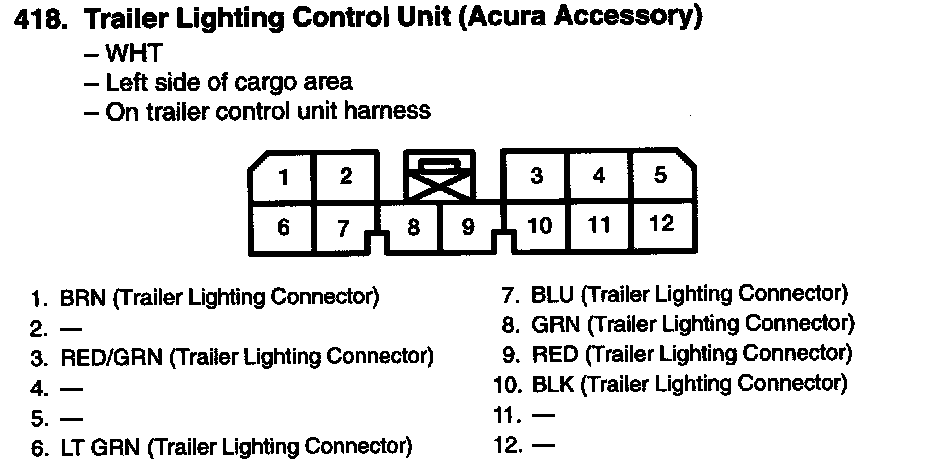 418. Trailer Lighting Control Unit (Acura Accessory)
– WHT
– Left side of cargo area
– On trailer control unit harness
1 2 3 4 5
6 7 8 9 10 11 12
1. BRN (Trailer Lighting Connector)
2. —
3. RED/GRN (Trailer Lighting Connector)
4. —
5. —
6. LT GRN (Trailer Lighting Connector)
7. BLU (Trailer Lighting Connector)
8. GRN (Trailer Lighting Connector)
9. RED (Trailer Lighting Connector)
10. BLK (Trailer Lighting Connector)
11. —
12. —